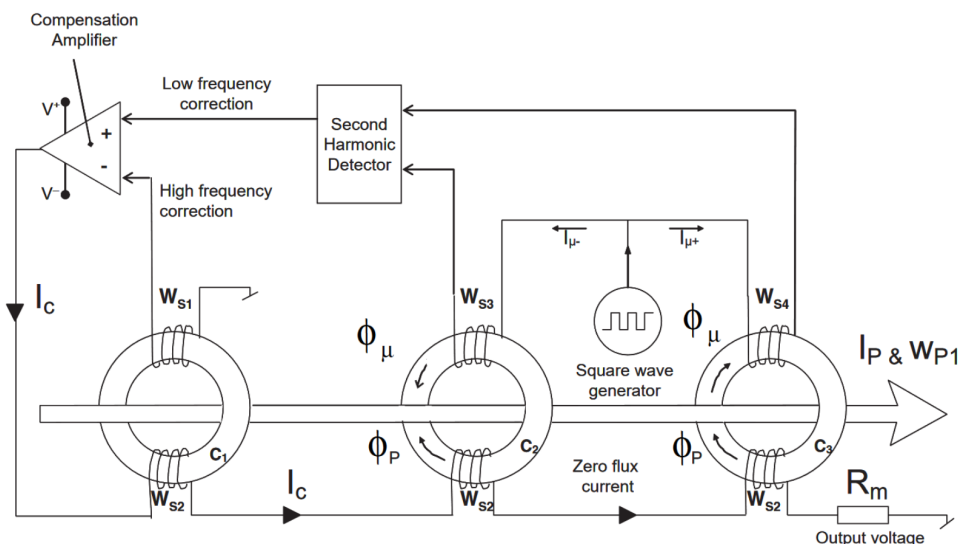 Compensation
Amplifier
V+
+
-
V-
Low frequency
correction
High frequency
correction
Second
Harmonic
Detector
Iμ-
Iμ+
Ic
WS1
WS3
WS4
ϕμ
ϕμ
Square wave
generator
IP & wP1
C1
C2
C3
ϕP
ϕP
WS2
WS2
WS2
Ic
Zero flux
current
Rm
Output voltage